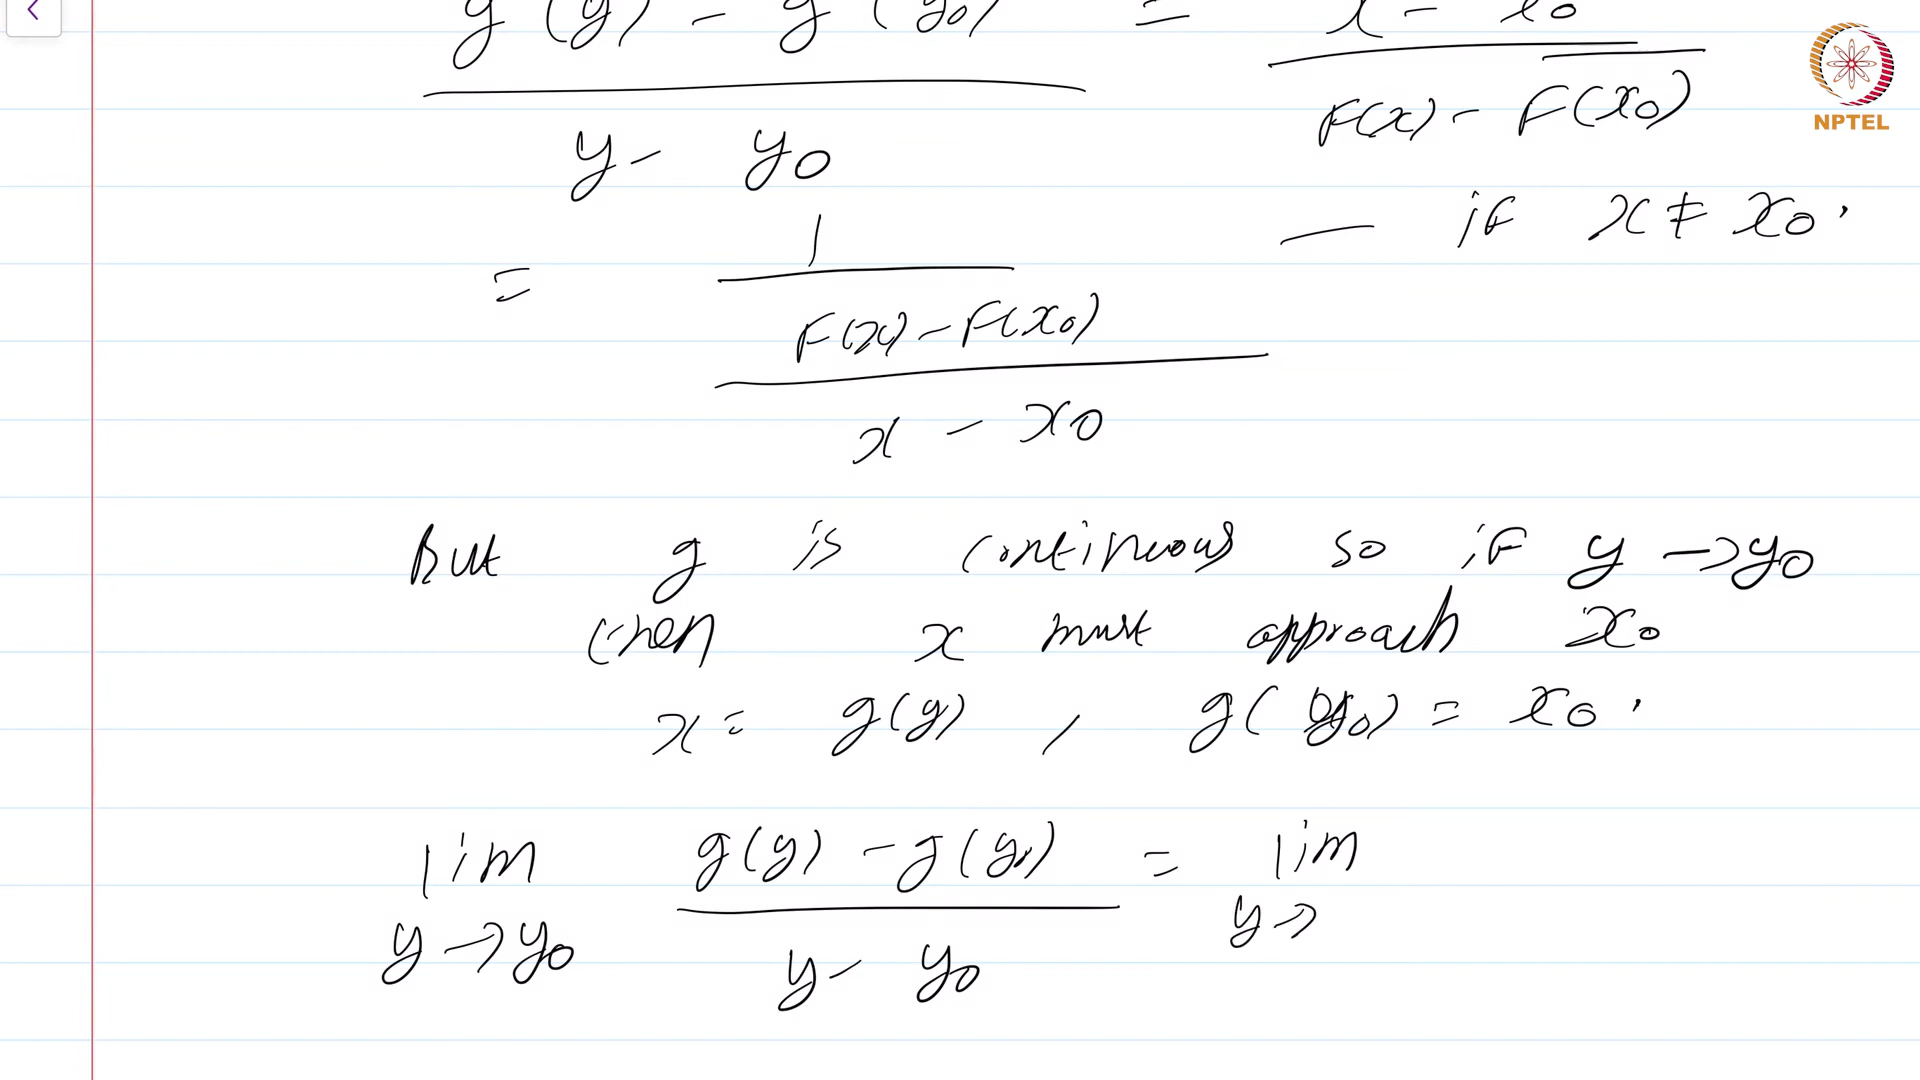 g(y) - g(y₀) = x - x₀
y - y₀ F(x) - F(x₀)
NPTEL
— if x ≠ x₀.
= 1
F(x) - F(x₀)
x - x₀
But g is continuous so if y → y₀
then x must approach x₀
x = g(y) , g(y₀) = x₀.
lim g(y) - g(y₀) = lim
y → y₀ y - y₀ y →